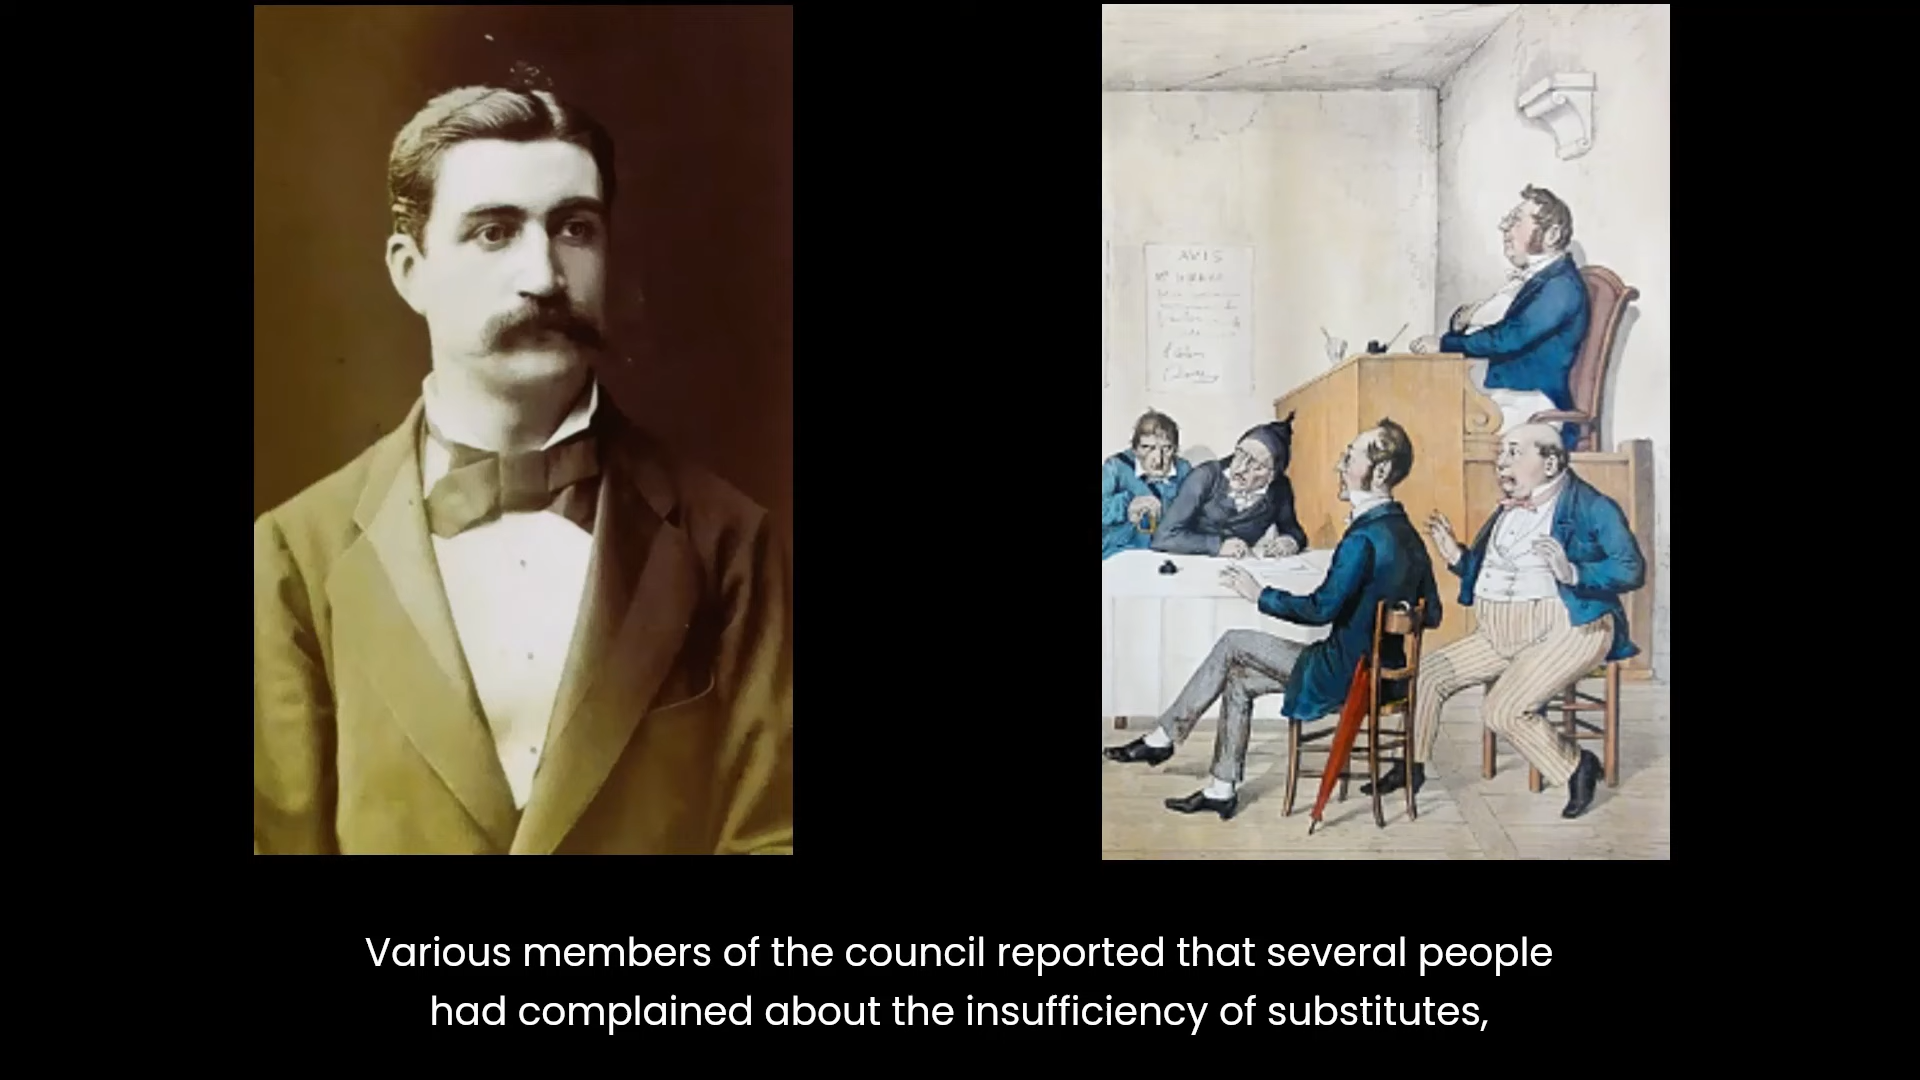 AVIS
Various members of the council reported that several people
had complained about the insufficiency of substitutes,